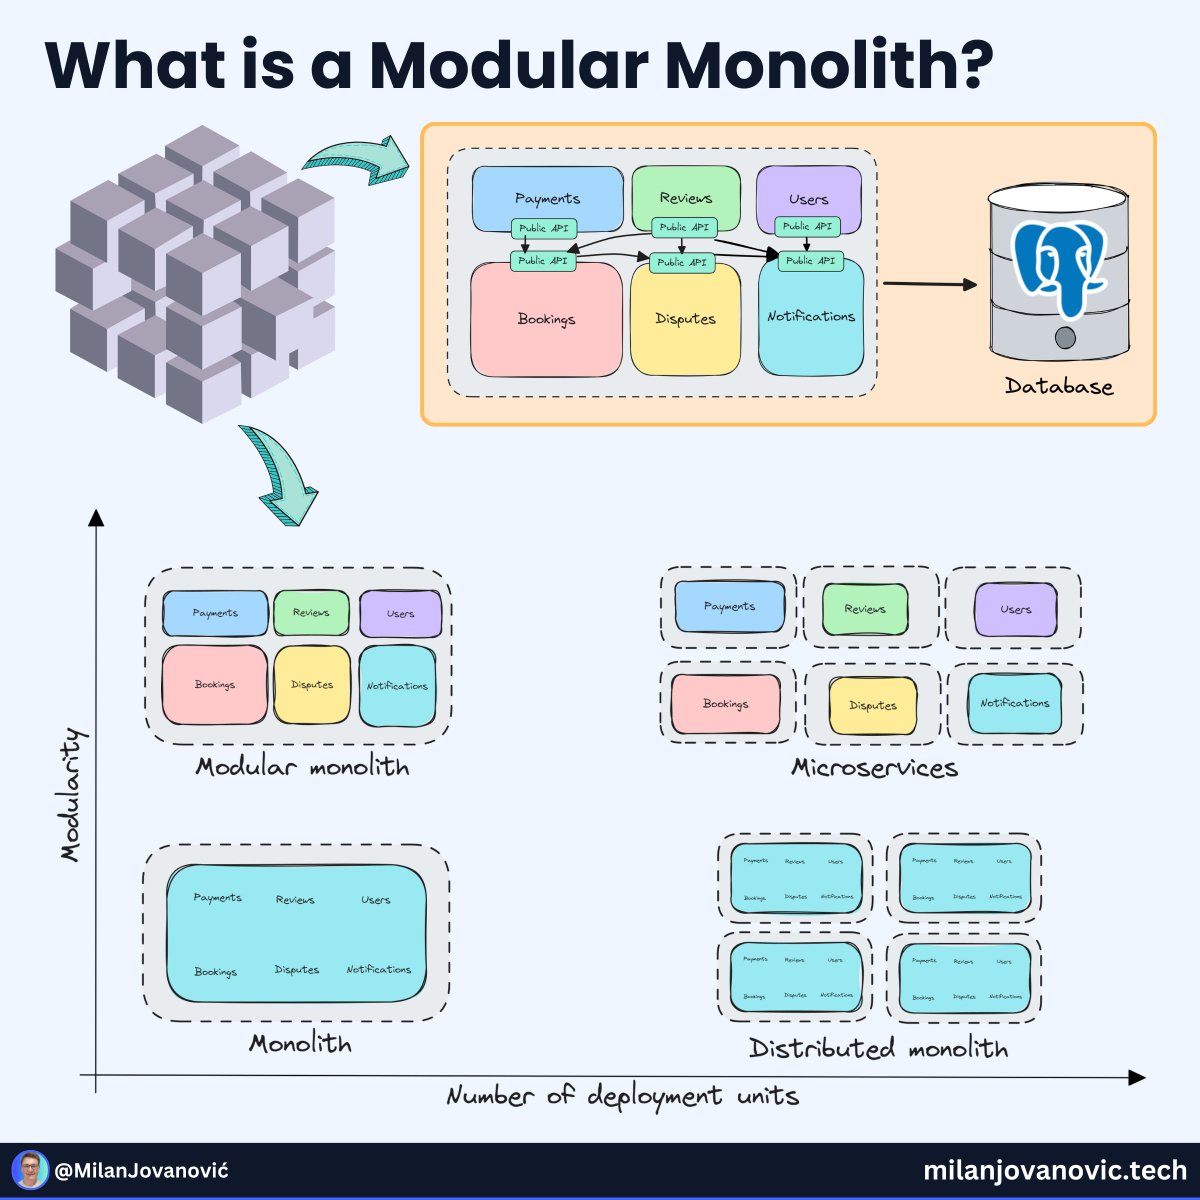 What is a Modular Monolith?
Payments
Reviews
Users
Public API
Public API
Public API
Public API
Public API
Public API
Bookings
Disputes
Notifications
Database
Modularity
Payments
Reviews
Users
Bookings
Disputes
Notifications
Modular monolith
Payments
Reviews
Users
Bookings
Disputes
Notifications
Microservices
Payments
Reviews
Users
Bookings
Disputes
Notifications
Monolith
Payments Reviews Users
Bookings Disputes Notifications
Payments Reviews Users
Bookings Disputes Notifications
Payments Reviews Users
Bookings Disputes Notifications
Payments Reviews Users
Bookings Disputes Notifications
Distributed monolith
Number of deployment units
@MilanJovanović
milanjovanovic.tech